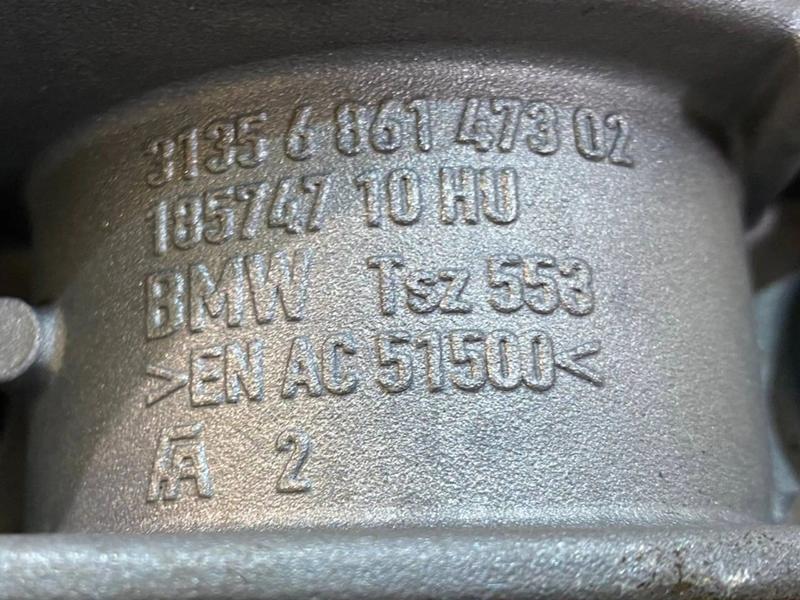 3135 6 861 473 02
185747 10 HU
BMW Tsz 553
>EN AC 51500<
2